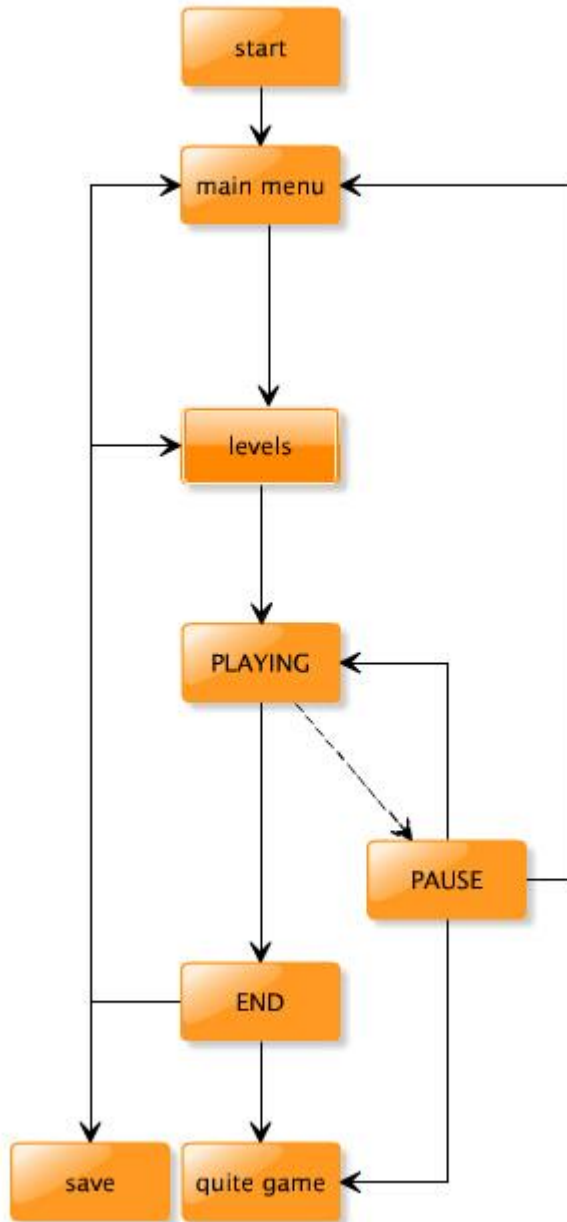 start
main menu
levels
PLAYING
PAUSE
END
save
quite game